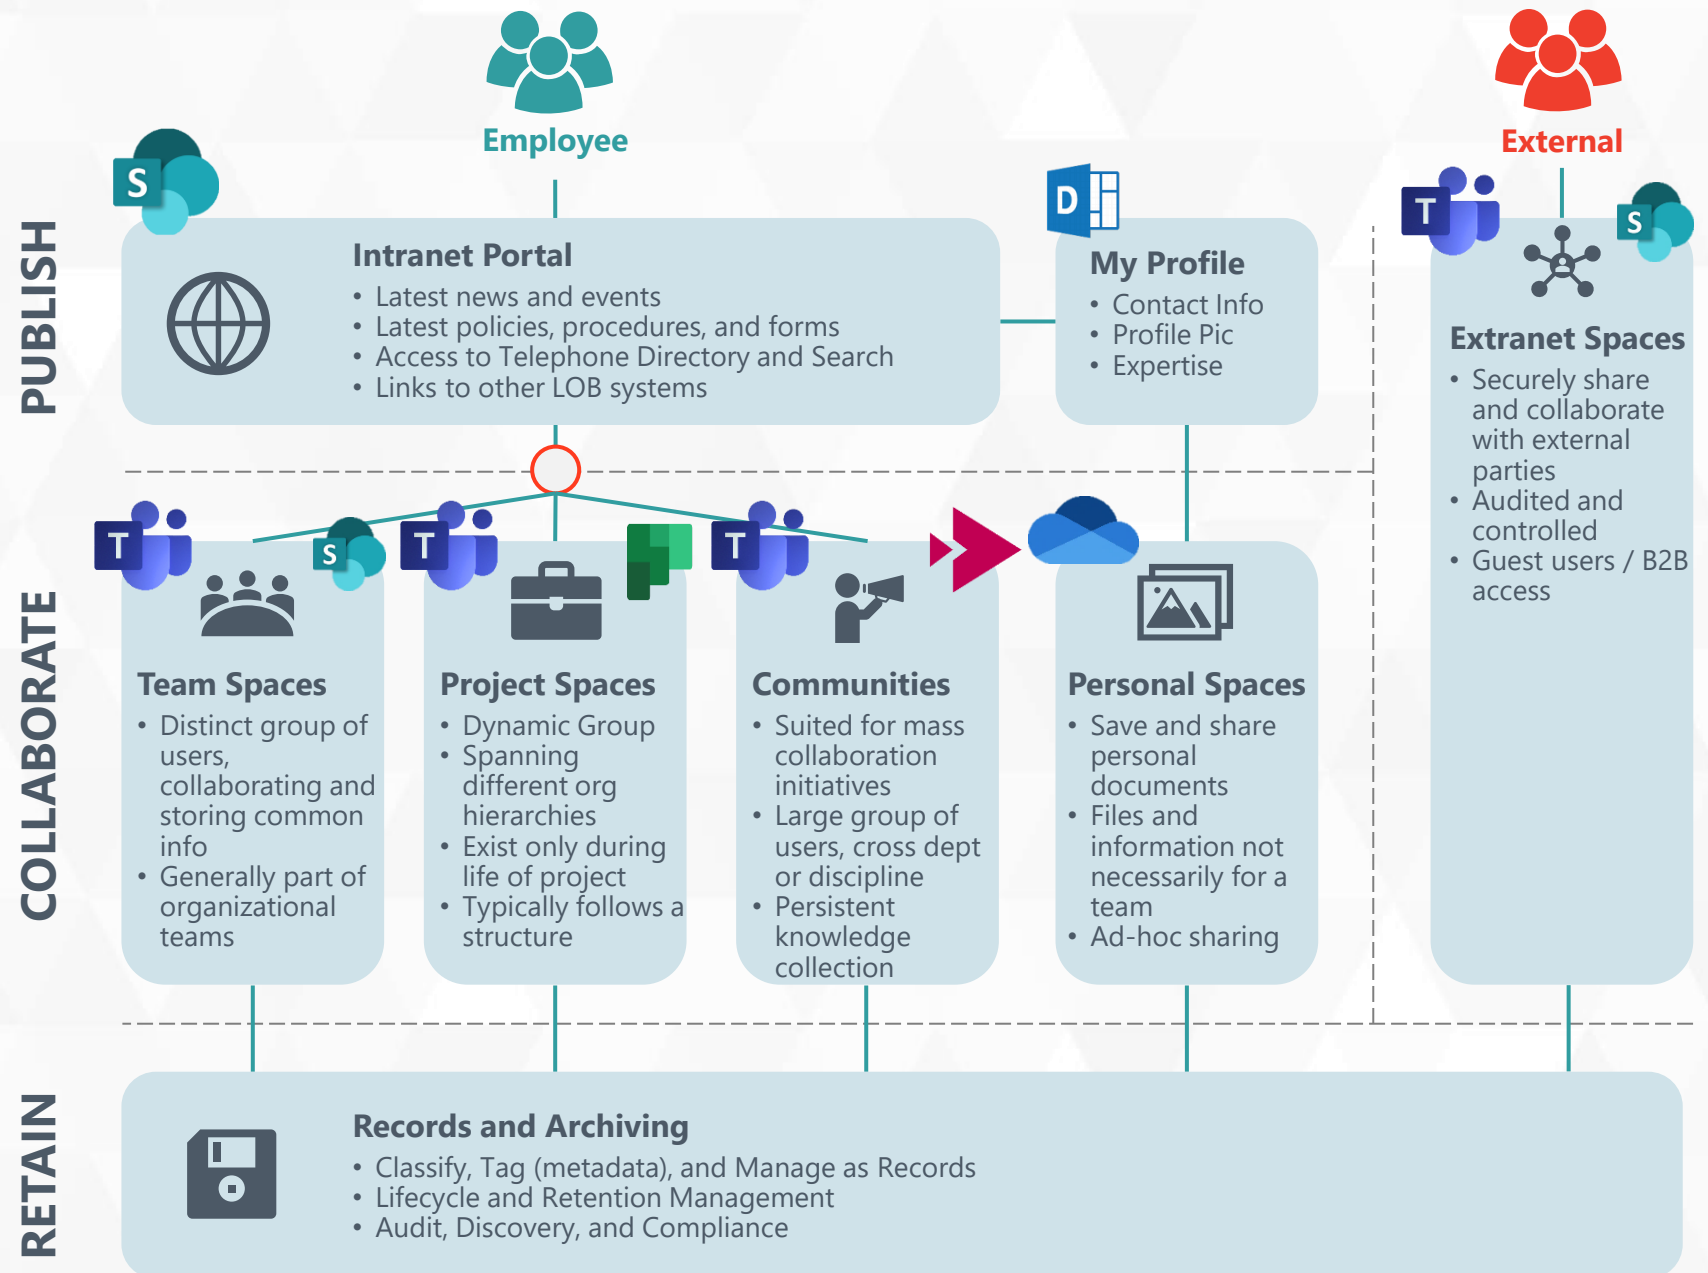 Employee
External
PUBLISH
S
Intranet Portal
• Latest news and events
• Latest policies, procedures, and forms
• Access to Telephone Directory and Search
• Links to other LOB systems
D
My Profile
• Contact Info
• Profile Pic
• Expertise
T
S
Extranet Spaces
• Securely share
and collaborate
with external
parties
• Audited and
controlled
• Guest users / B2B
access
COLLABORATE
T
S
Team Spaces
• Distinct group of
users,
collaborating and
storing common
info
• Generally part of
organizational
teams
T
Project Spaces
• Dynamic Group
• Spanning
different org
hierarchies
• Exist only during
life of project
• Typically follows a
structure
T
Communities
• Suited for mass
collaboration
initiatives
• Large group of
users, cross dept
or discipline
• Persistent
knowledge
collection
Personal Spaces
• Save and share
personal
documents
• Files and
information not
necessarily for a
team
• Ad-hoc sharing
RETAIN
Records and Archiving
• Classify, Tag (metadata), and Manage as Records
• Lifecycle and Retention Management
• Audit, Discovery, and Compliance